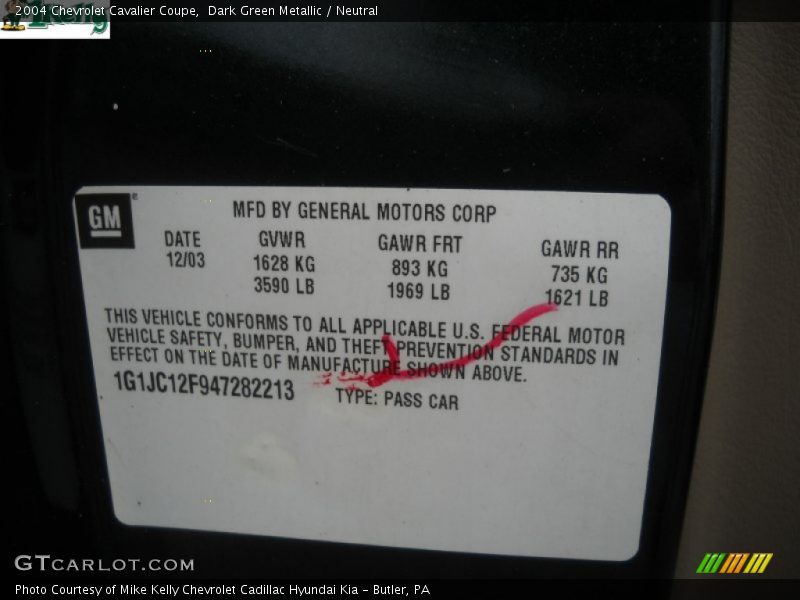 2004 Chevrolet Cavalier Coupe, Dark Green Metallic / Neutral
GM
MFD BY GENERAL MOTORS CORP
DATE GVWR GAWR FRT GAWR RR
12/03 1628 KG 893 KG 735 KG
3590 LB 1969 LB 1621 LB
THIS VEHICLE CONFORMS TO ALL APPLICABLE U.S. FEDERAL MOTOR
VEHICLE SAFETY, BUMPER, AND THEFT PREVENTION STANDARDS IN
EFFECT ON THE DATE OF MANUFACTURE SHOWN ABOVE.
1G1JC12F947282213 TYPE: PASS CAR
GTCARLOT.COM
Photo Courtesy of Mike Kelly Chevrolet Cadillac Hyundai Kia - Butler, PA